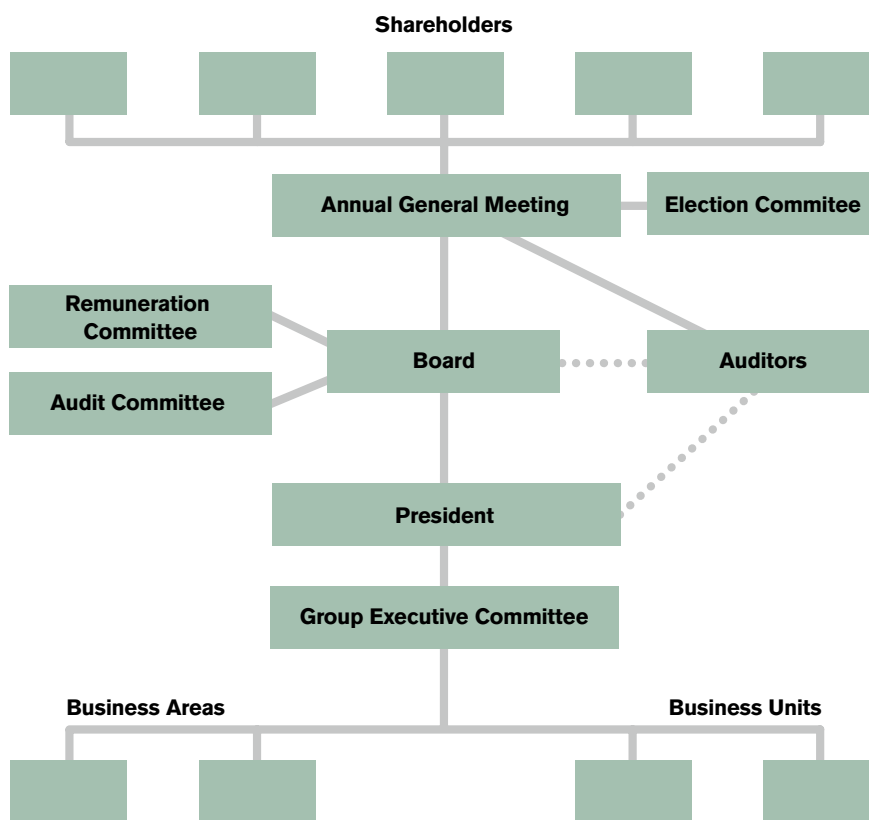 Shareholders
Annual General Meeting
Election Commitee
Remuneration
Committee
Board
Auditors
Audit Committee
President
Group Executive Committee
Business Areas
Business Units